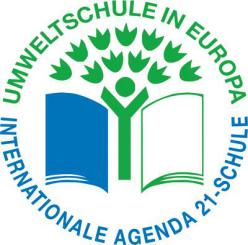 UMWELTSCHULE IN EUROPA
INTERNATIONALE AGENDA 21-SCHULE